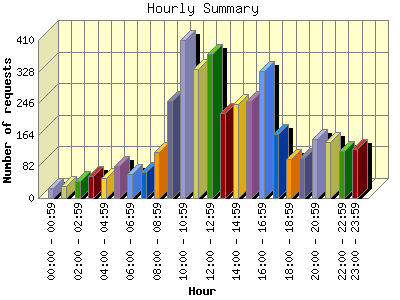 Hourly Summary
Number of requests
410
328
246
164
82
0
00:00 - 00:59
02:00 - 02:59
04:00 - 04:59
06:00 - 06:59
08:00 - 08:59
10:00 - 10:59
12:00 - 12:59
14:00 - 14:59
16:00 - 16:59
18:00 - 18:59
20:00 - 20:59
22:00 - 22:59
23:00 - 23:59
Hour